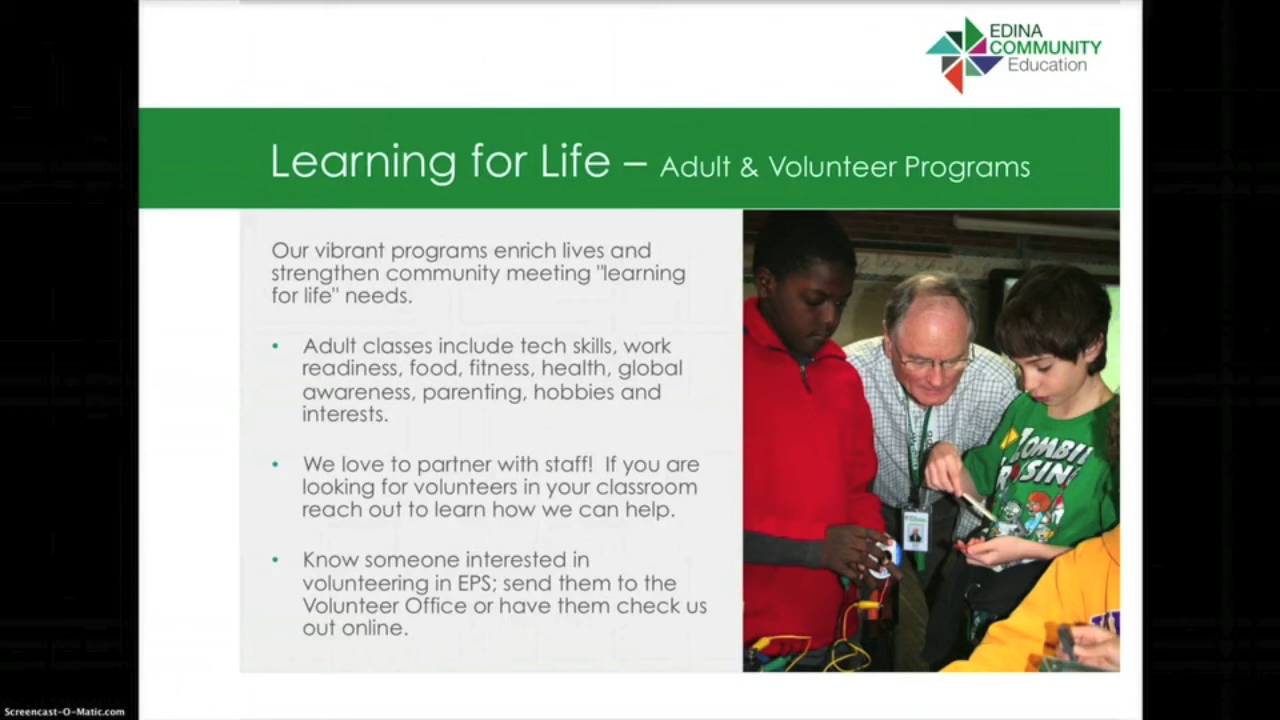 EDINA
COMMUNITY
Education
Learning for Life – Adult & Volunteer Programs
Our vibrant programs enrich lives and
strengthen community meeting "learning
for life" needs.
• Adult classes include tech skills, work
readiness, food, fitness, health, global
awareness, parenting, hobbies and
interests.
• We love to partner with staff!  If you are
looking for volunteers in your classroom
reach out to learn how we can help.
• Know someone interested in
volunteering in EPS; send them to the
Volunteer Office or have them check us
out online.
ZOMBIE
Screencast-O-Matic.com